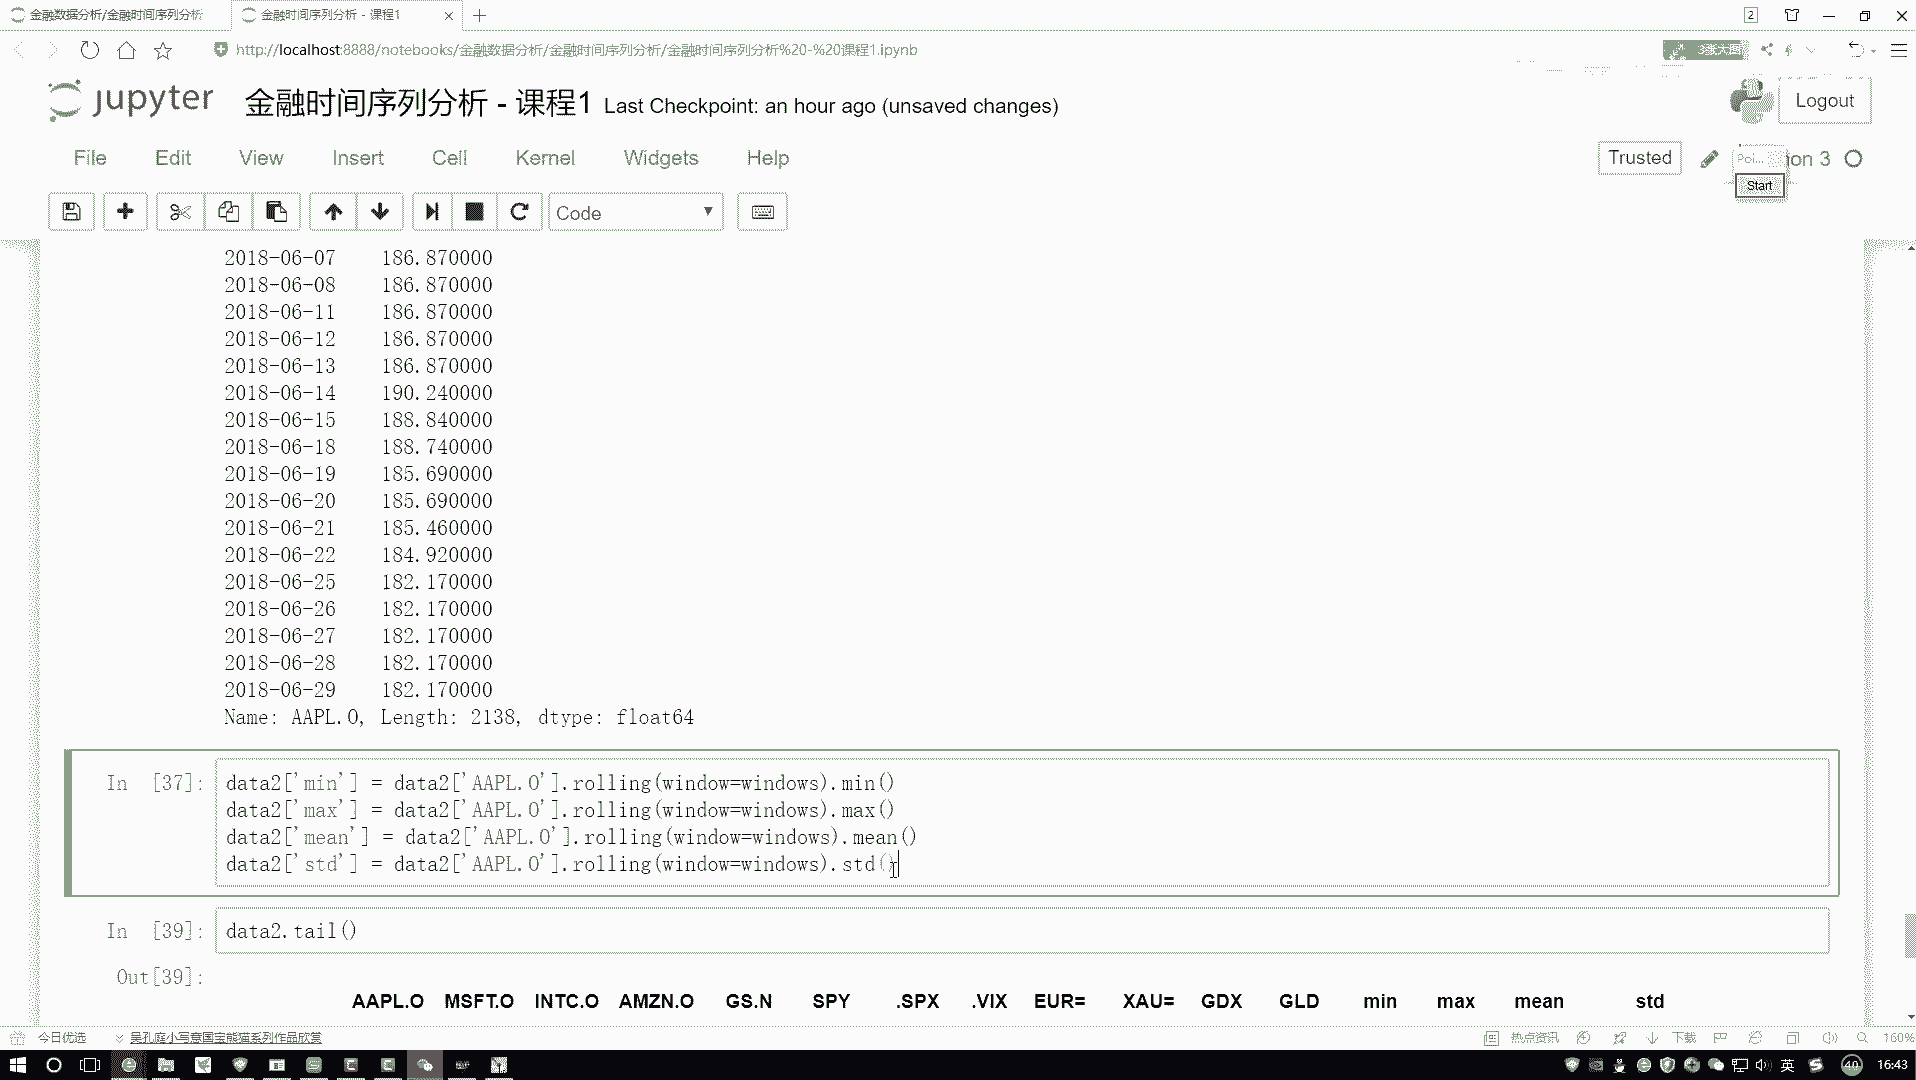 金融数据分析/金融时间序列分析
金融时间序列分析 - 课程1
2
http://localhost:8888/notebooks/金融数据分析/金融时间序列分析/金融时间序列分析%20-%20课程1.ipynb
3张大图
jupyter 金融时间序列分析 - 课程1 Last Checkpoint: an hour ago (unsaved changes)
Logout
File Edit View Insert Cell Kernel Widgets Help
Trusted
Poi... ion 3
Start
Code
2018-06-07 186.870000
2018-06-08 186.870000
2018-06-11 186.870000
2018-06-12 186.870000
2018-06-13 186.870000
2018-06-14 190.240000
2018-06-15 188.840000
2018-06-18 188.740000
2018-06-19 185.690000
2018-06-20 185.690000
2018-06-21 185.460000
2018-06-22 184.920000
2018-06-25 182.170000
2018-06-26 182.170000
2018-06-27 182.170000
2018-06-28 182.170000
2018-06-29 182.170000
Name: AAPL.O, Length: 2138, dtype: float64
In [37]: data2['min'] = data2['AAPL.O'].rolling(window=windows).min()
data2['max'] = data2['AAPL.O'].rolling(window=windows).max()
data2['mean'] = data2['AAPL.O'].rolling(window=windows).mean()
data2['std'] = data2['AAPL.O'].rolling(window=windows).std()
In [39]: data2.tail()
Out[39]:
AAPL.O MSFT.O INTC.O AMZN.O GS.N SPY .SPX .VIX EUR= XAU= GDX GLD min max mean std
今日优选 吴孔庭小写意国宝熊猫系列作品欣赏 热点资讯 下载 160%
英 40 16:43